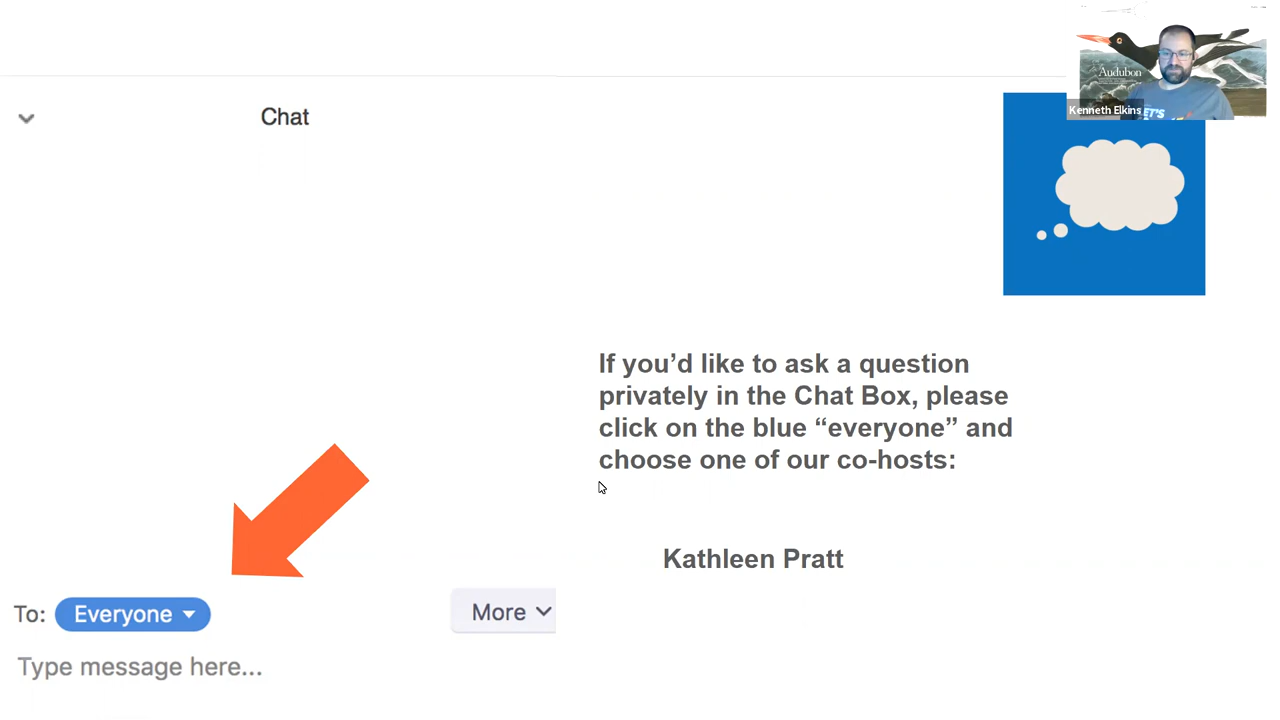 Audubon
Kenneth Elkins
LET'S
Chat
If you’d like to ask a question
privately in the Chat Box, please
click on the blue “everyone” and
choose one of our co-hosts:
Kathleen Pratt
To: Everyone
More
Type message here...